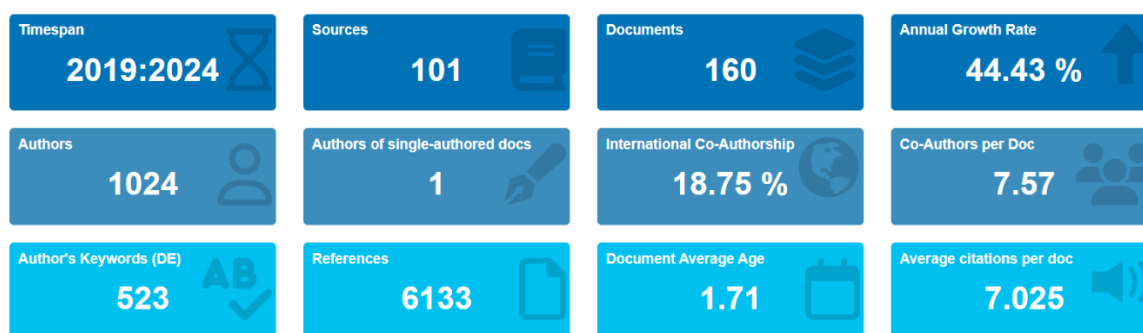 Timespan
2019:2024
Sources
101
Documents
160
Annual Growth Rate
44.43 %
Authors
1024
Authors of single-authored docs
1
International Co-Authorship
18.75 %
Co-Authors per Doc
7.57
Author's Keywords (DE)
523
AB
References
6133
Document Average Age
1.71
Average citations per doc
7.025